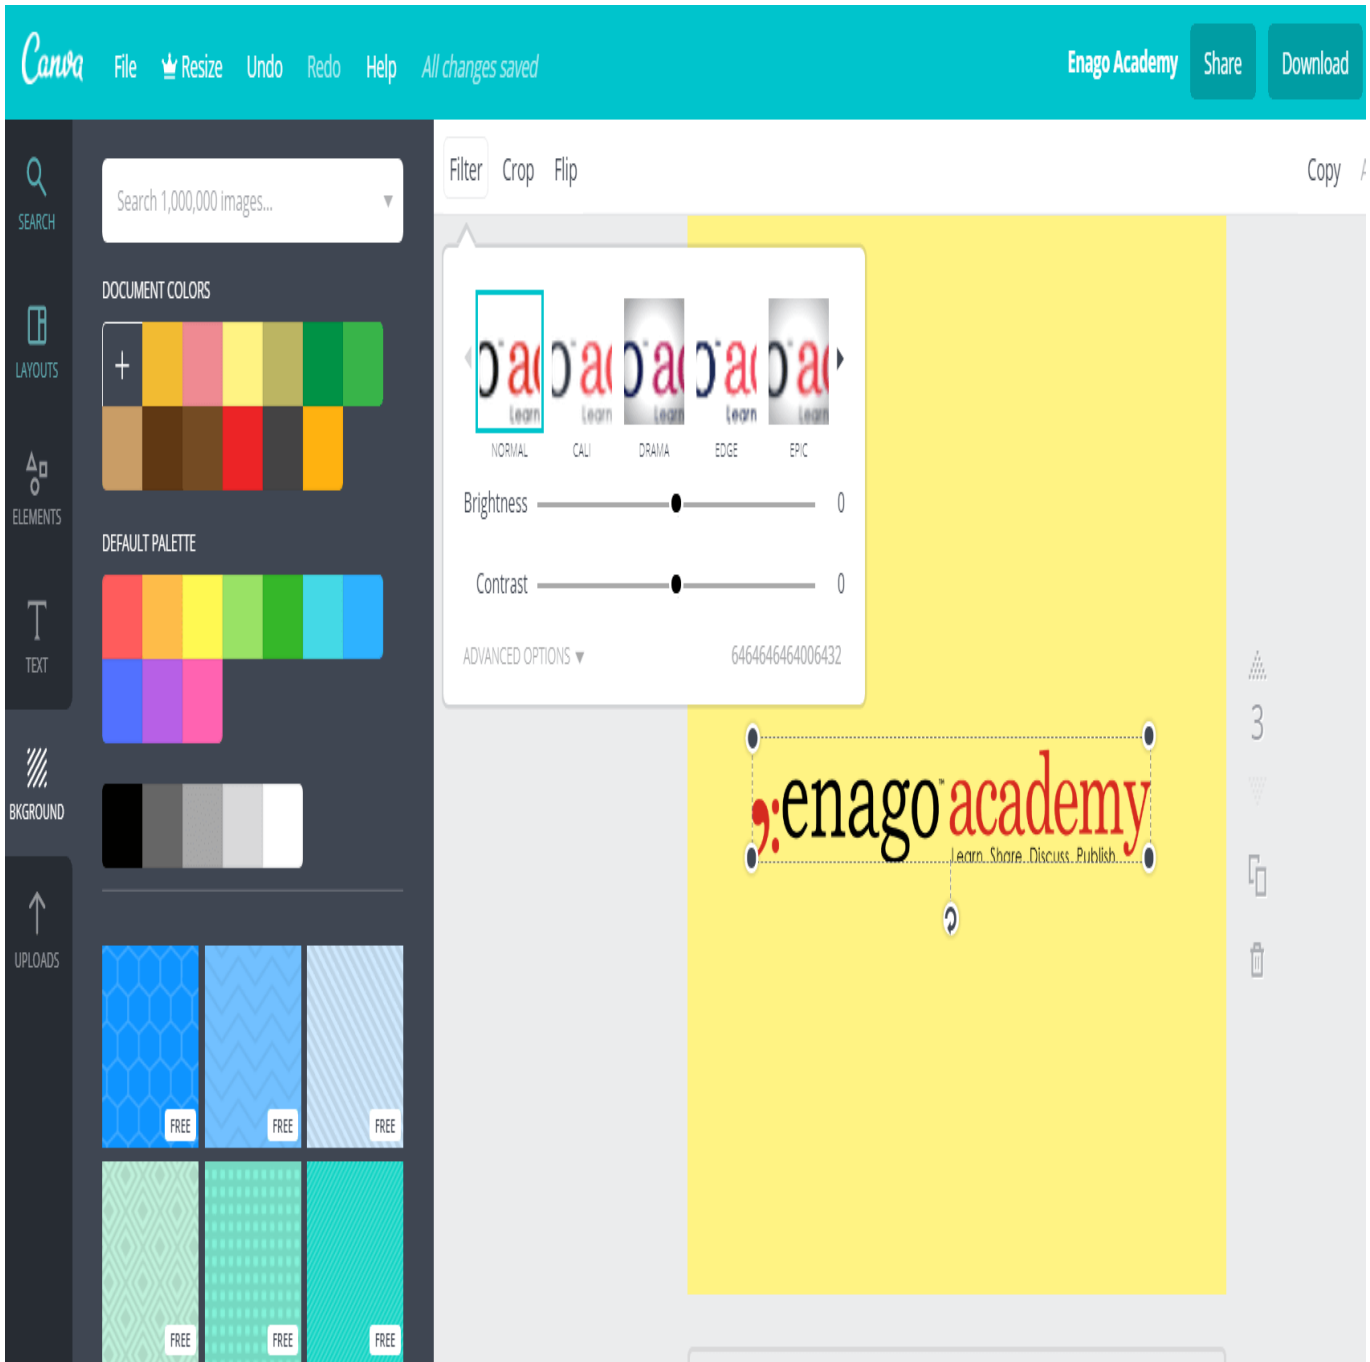 Canva File Resize Undo Redo Help All changes saved Enago Academy Share Download
SEARCH
LAYOUTS
ELEMENTS
TEXT
BKGROUND
UPLOADS
Search 1,000,000 images...
DOCUMENT COLORS
+
DEFAULT PALETTE
FREE FREE FREE
FREE FREE FREE
Filter Crop Flip Copy
NORMAL CALI DRAMA EDGE EPIC
Brightness 0
Contrast 0
ADVANCED OPTIONS 6464646464006432
enago™ academy
Learn. Share. Discuss. Publish.
3